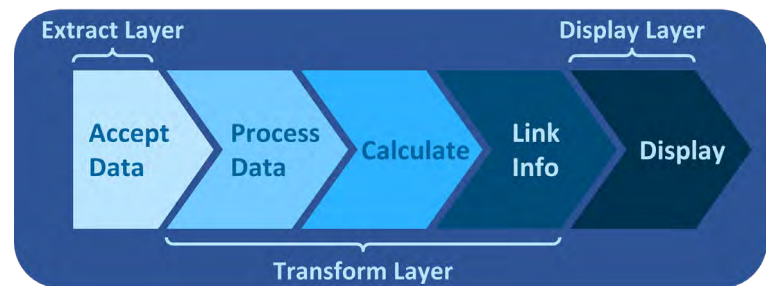 Extract Layer
Display Layer
Accept
Data
Process
Data
Calculate
Link
Info
Display
Transform Layer